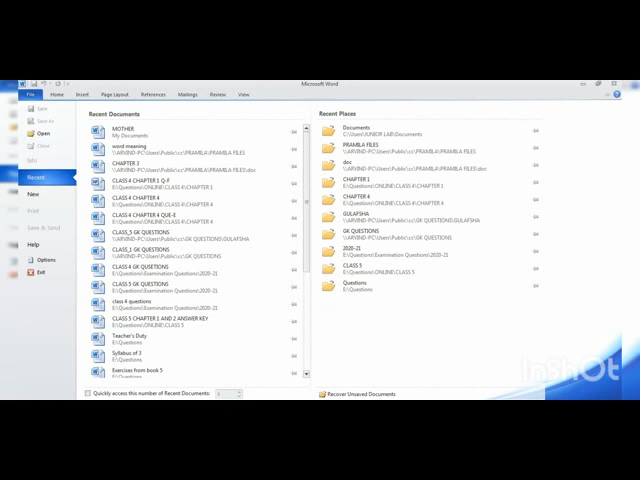 Microsoft Word
File Home Insert Page Layout References Mailings Review View
Save
Save As
Open
Close
Info
Recent
New
Print
Save & Send
Help
Options
Exit
Recent Documents
MOTHER
My Documents
word meaning
\\ARVIND-PC\Users\Public\cc\PRAMILA\PRAMILA FILES
CHAPTER 3
\\ARVIND-PC\Users\Public\cc\PRAMILA\PRAMILA FILES\doc
CLASS 4 CHAPTER 1 Q-F
E:\Questions\ONLINE\CLASS 4\CHAPTER 1
CLASS 4 CHAPTER 4
E:\Questions\ONLINE\CLASS 4\CHAPTER 4
CLASS 4 CHAPTER 4 QUE-E
E:\Questions\ONLINE\CLASS 4\CHAPTER 4
CLASS_5 GK QUESTIONS
\\ARVIND-PC\Users\Public\cc\GK QUESTIONS\GULAFSHA
CLASS_1 GK QUESTIONS
\\ARVIND-PC\Users\Public\cc\GK QUESTIONS
CLASS 4 GK QUSETIONS
E:\Questions\Examination Questions\2020-21
CLASS 5 GK QUESTIONS
E:\Questions\Examination Questions\2020-21
class 4 questions
E:\Questions\Examination Questions\2020-21
CLASS 5 CHAPTER 1 AND 2 ANSWER KEY
E:\Questions\ONLINE\CLASS 5
Teacher's Duty
E:\Questions
Syllabus of 3
E:\Questions
Exercises from book 5
E:\Questions
Quickly access this number of Recent Documents:
Recent Places
Documents
C:\Users\JUNIOR LAB\Documents
PRAMILA FILES
\\ARVIND-PC\Users\Public\cc\PRAMILA\PRAMILA FILES
doc
\\ARVIND-PC\Users\Public\cc\PRAMILA\PRAMILA FILES\doc
CHAPTER 1
E:\Questions\ONLINE\CLASS 4\CHAPTER 1
CHAPTER 4
E:\Questions\ONLINE\CLASS 4\CHAPTER 4
GULAFSHA
\\ARVIND-PC\Users\Public\cc\GK QUESTIONS\GULAFSHA
GK QUESTIONS
\\ARVIND-PC\Users\Public\cc\GK QUESTIONS
2020-21
E:\Questions\Examination Questions\2020-21
CLASS 5
E:\Questions\ONLINE\CLASS 5
Questions
E:\Questions
Recover Unsaved Documents
InShOt